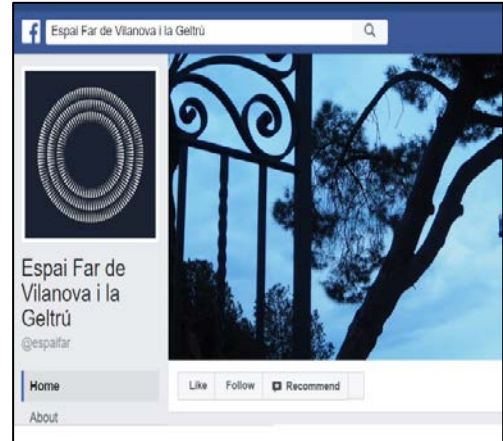 Espai Far de Vilanova i la Geltrú
Espai Far de
Vilanova i la
Geltrú
@espaifar
Home
Like Follow Recommend
About